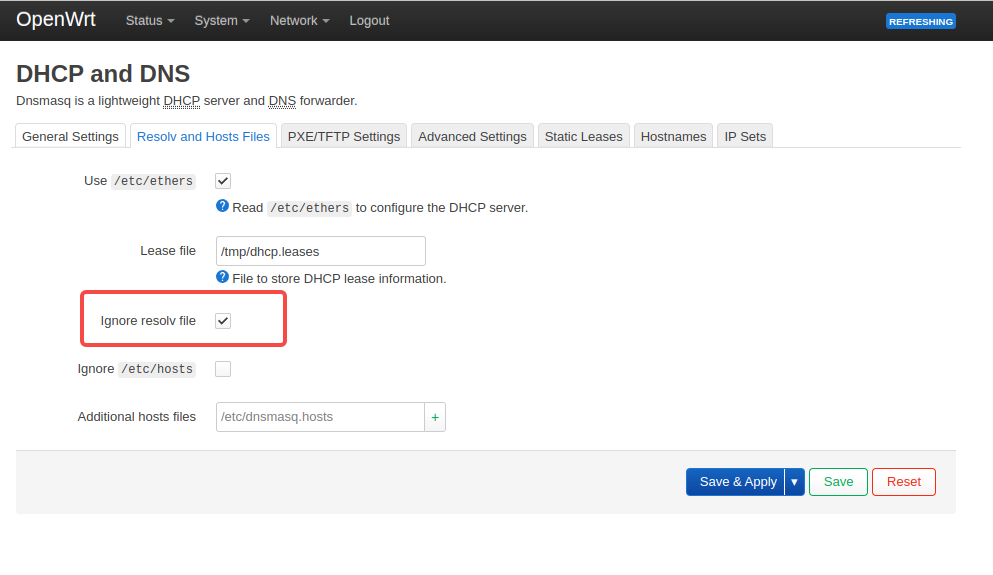 OpenWrt Status System Network Logout REFRESHING
DHCP and DNS
Dnsmasq is a lightweight DHCP server and DNS forwarder.
General Settings Resolv and Hosts Files PXE/TFTP Settings Advanced Settings Static Leases Hostnames IP Sets
Use /etc/ethers
Read /etc/ethers to configure the DHCP server.
Lease file /tmp/dhcp.leases
File to store DHCP lease information.
Ignore resolv file
Ignore /etc/hosts
Additional hosts files /etc/dnsmasq.hosts +
Save & Apply Save Reset